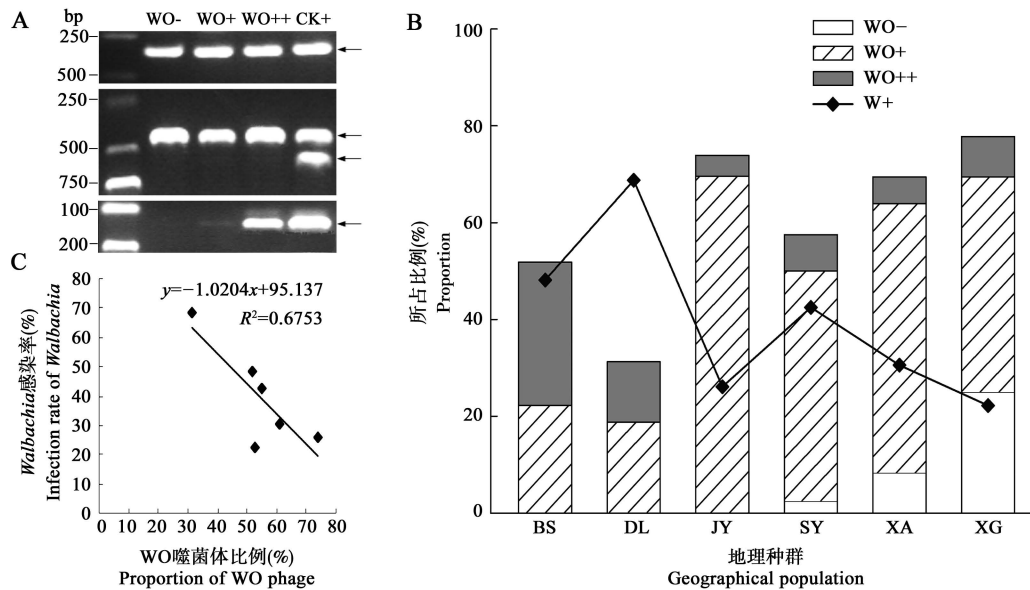 A
bp
WO- WO+ WO++ CK+
250
500
250
500
750
100
200
B
100
80
60
40
20
0
所占比例(%)
Proportion
WO−
WO+
WO++
W+
BS DL JY SY XA XG
地理种群
Geographical population
C
y=−1.0204x+95.137
R²=0.6753
80
70
60
50
40
30
20
10
0
Walbachia感染率(%)
Infection rate of Walbachia
0 10 20 30 40 50 60 70 80
WO噬菌体比例(%)
Proportion of WO phage